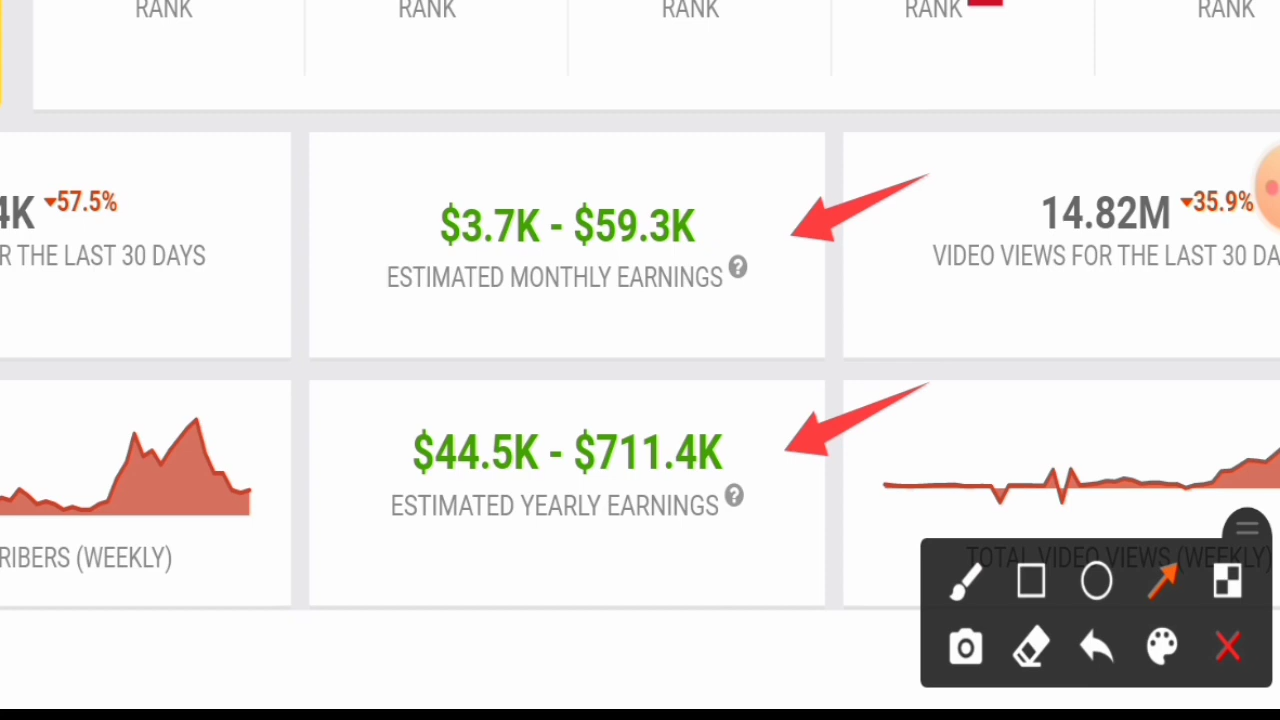 RANK RANK RANK RANK RANK
4K 57.5% $3.7K - $59.3K 14.82M 35.9%
R THE LAST 30 DAYS ESTIMATED MONTHLY EARNINGS ? VIDEO VIEWS FOR THE LAST 30 DA
$44.5K - $711.4K
ESTIMATED YEARLY EARNINGS ?
RIBERS (WEEKLY) TOTAL VIDEO VIEWS (WEEKLY)